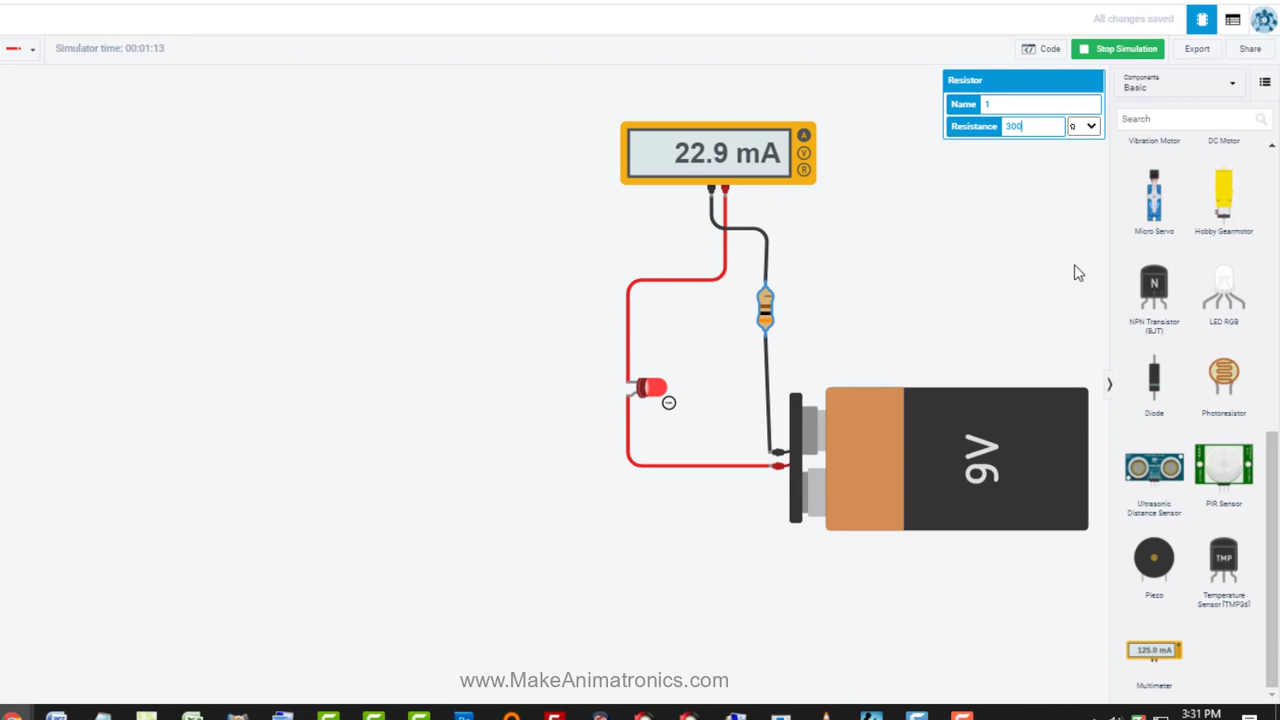 All changes saved
Simulator time: 00:01:13
Code
Stop Simulation
Export
Share
Resistor
Name 1
Resistance 300 Ω
Components
Basic
Search
22.9 mA
A
V
R
Vibration Motor
DC Motor
Micro Servo
Hobby Gearmotor
N
NPN Transistor
(BJT)
LED RGB
Diode
Photoresistor
9V
Ultrasonic
Distance Sensor
PIR Sensor
TMP
Piezo
Temperature
Sensor [TMP36]
125.0 mA
Multimeter
www.MakeAnimatronics.com
3:31 PM